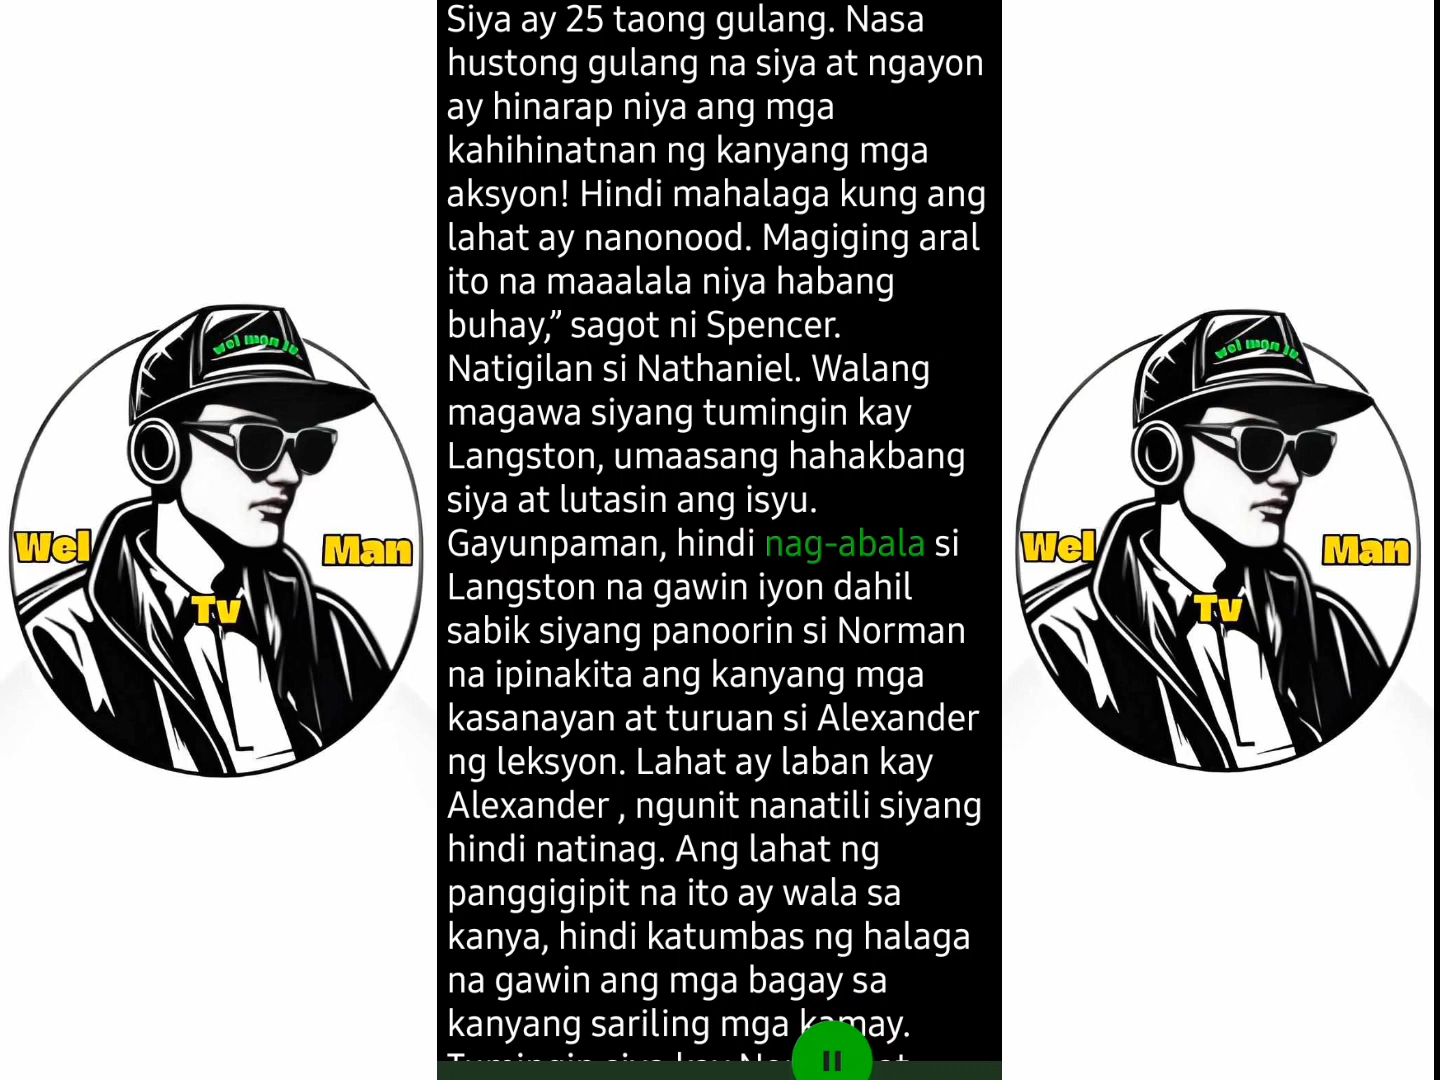 Siya ay 25 taong gulang. Nasa
hustong gulang na siya at ngayon
ay hinarap niya ang mga
kahihinatnan ng kanyang mga
aksyon! Hindi mahalaga kung ang
lahat ay nanonood. Magiging aral
ito na maaalala niya habang
buhay,” sagot ni Spencer.
Natigilan si Nathaniel. Walang
magawa siyang tumingin kay
Langston, umaasang hahakbang
siya at lutasin ang isyu.
Gayunpaman, hindi nag-abala si
Langston na gawin iyon dahil
sabik siyang panoorin si Norman
na ipinakita ang kanyang mga
kasanayan at turuan si Alexander
ng leksyon. Lahat ay laban kay
Alexander , ngunit nanatili siyang
hindi natinag. Ang lahat ng
panggigipit na ito ay wala sa
kanya, hindi katumbas ng halaga
na gawin ang mga bagay sa
kanyang sariling mga kamay.
wel man tv
Wel
Man
Tv
wel man tv
Wel
Man
Tv